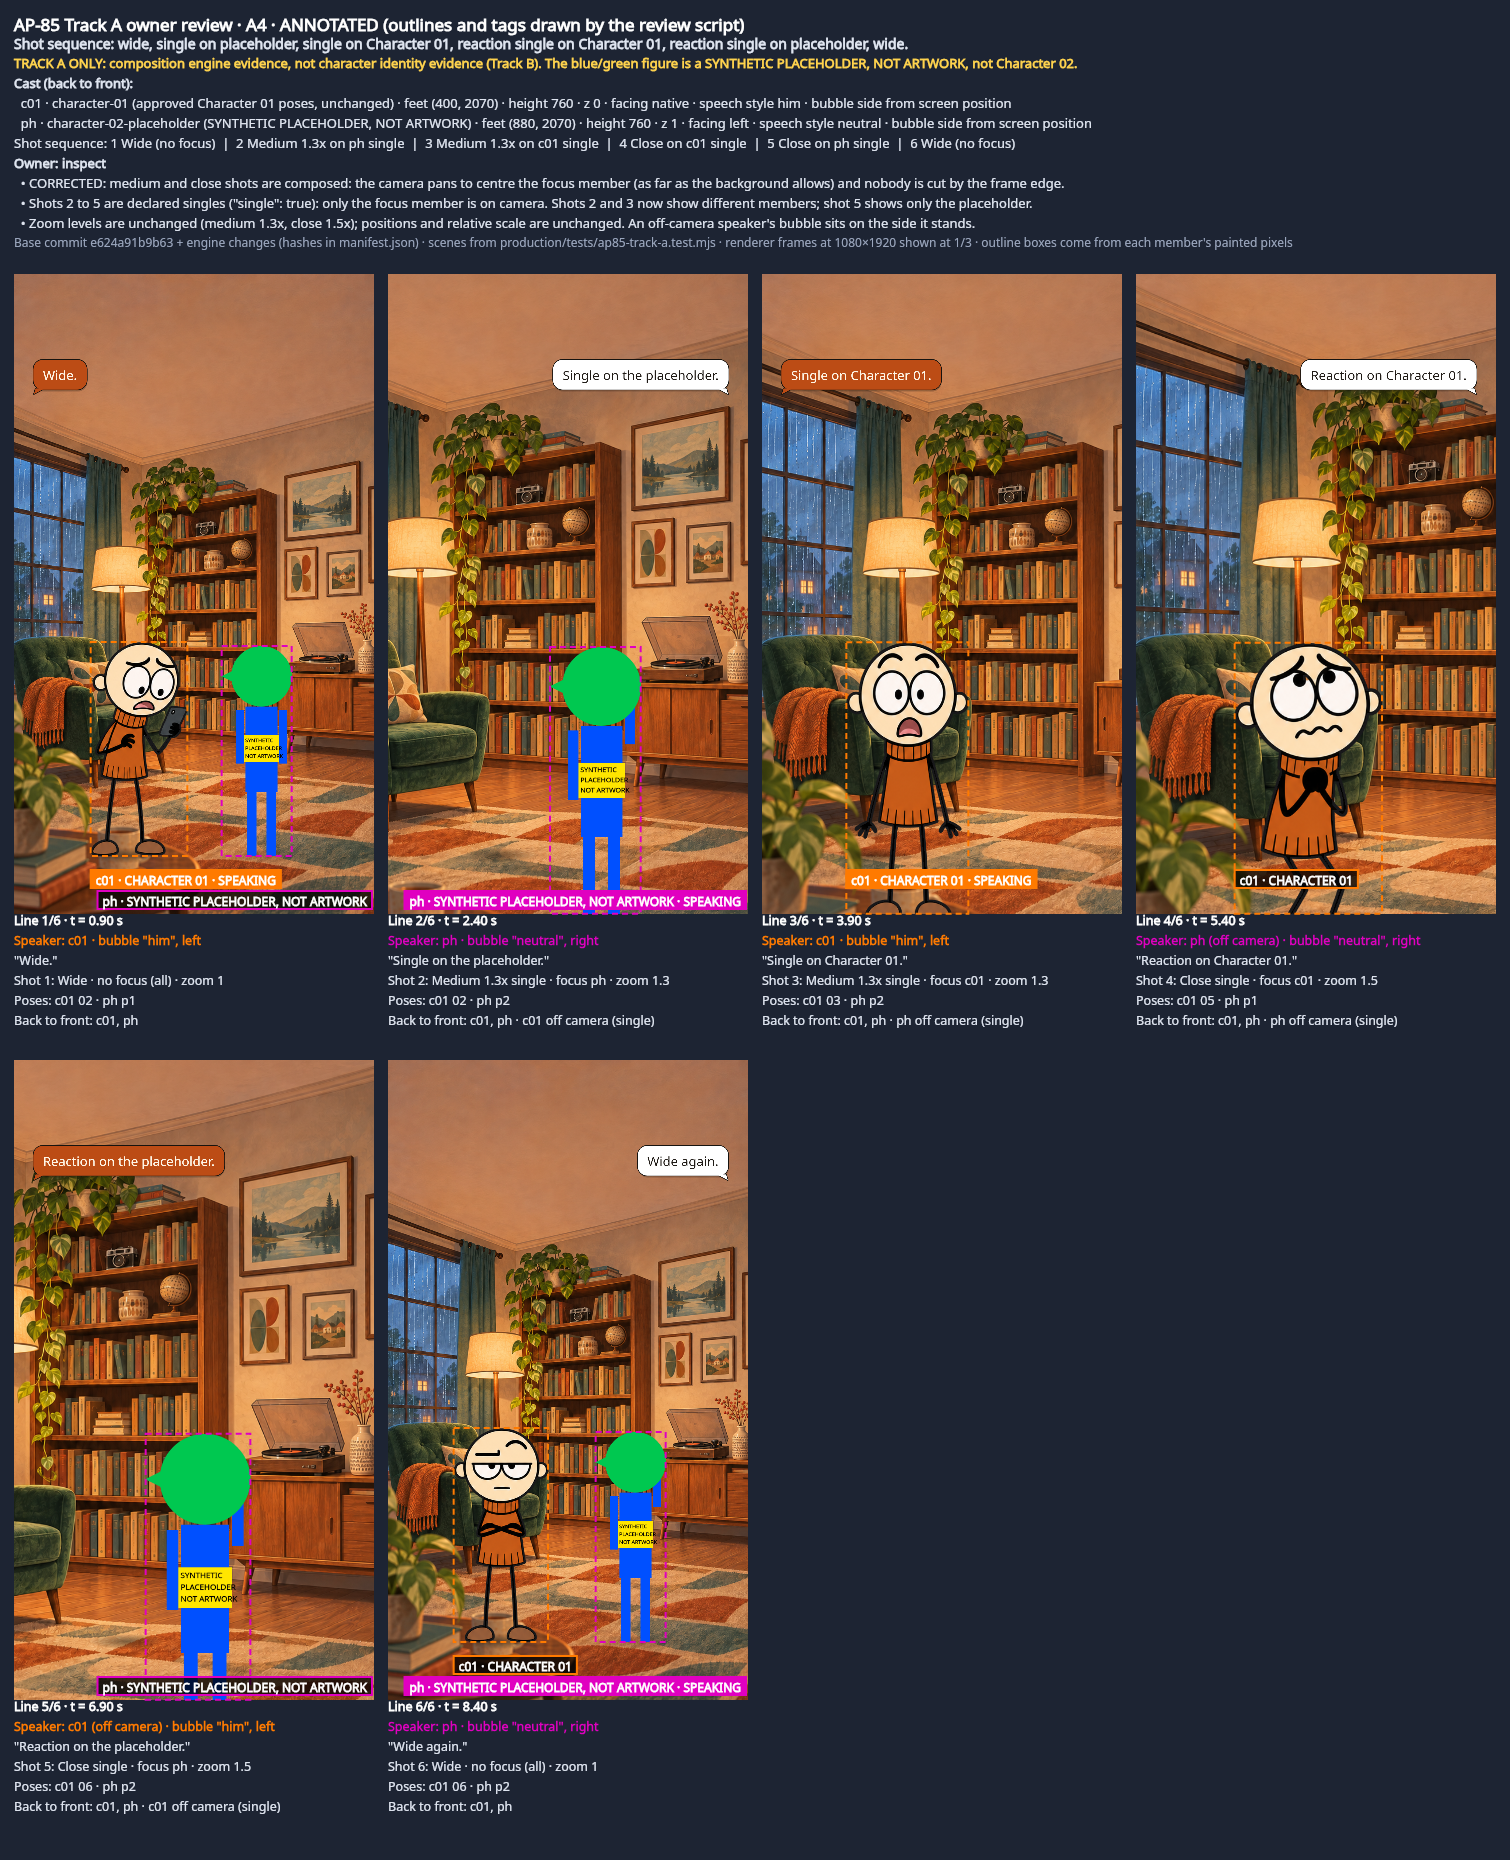 AP-85 Track A owner review · A4 · ANNOTATED (outlines and tags drawn by the review script)
Shot sequence: wide, single on placeholder, single on Character 01, reaction single on Character 01, reaction single on placeholder, wide.
TRACK A ONLY: composition engine evidence, not character identity evidence (Track B). The blue/green figure is a SYNTHETIC PLACEHOLDER, NOT ARTWORK, not Character 02.
Cast (back to front):
c01 · character-01 (approved Character 01 poses, unchanged) · feet (400, 2070) · height 760 · z 0 · facing native · speech style him · bubble side from screen position
ph · character-02-placeholder (SYNTHETIC PLACEHOLDER, NOT ARTWORK) · feet (880, 2070) · height 760 · z 1 · facing left · speech style neutral · bubble side from screen position
Shot sequence: 1 Wide (no focus) | 2 Medium 1.3x on ph single | 3 Medium 1.3x on c01 single | 4 Close on c01 single | 5 Close on ph single | 6 Wide (no focus)
Owner: inspect
• CORRECTED: medium and close shots are composed: the camera pans to centre the focus member (as far as the background allows) and nobody is cut by the frame edge.
• Shots 2 to 5 are declared singles ("single": true): only the focus member is on camera. Shots 2 and 3 now show different members; shot 5 shows only the placeholder.
• Zoom levels are unchanged (medium 1.3x, close 1.5x); positions and relative scale are unchanged. An off-camera speaker's bubble sits on the side it stands.
Base commit e624a91b9b63 + engine changes (hashes in manifest.json) · scenes from production/tests/ap85-track-a.test.mjs · renderer frames at 1080×1920 shown at 1/3 · outline boxes come from each member's painted pixels
Wide.
SYNTHETIC
PLACEHOLDER
NOT ARTWORK
c01 · CHARACTER 01 · SPEAKING
ph · SYNTHETIC PLACEHOLDER, NOT ARTWORK
Line 1/6 · t = 0.90 s
Speaker: c01 · bubble "him", left
"Wide."
Shot 1: Wide · no focus (all) · zoom 1
Poses: c01 02 · ph p1
Back to front: c01, ph
Single on the placeholder.
SYNTHETIC
PLACEHOLDER
NOT ARTWORK
ph · SYNTHETIC PLACEHOLDER, NOT ARTWORK · SPEAKING
Line 2/6 · t = 2.40 s
Speaker: ph · bubble "neutral", right
"Single on the placeholder."
Shot 2: Medium 1.3x single · focus ph · zoom 1.3
Poses: c01 02 · ph p2
Back to front: c01, ph · c01 off camera (single)
Single on Character 01.
c01 · CHARACTER 01 · SPEAKING
Line 3/6 · t = 3.90 s
Speaker: c01 · bubble "him", left
"Single on Character 01."
Shot 3: Medium 1.3x single · focus c01 · zoom 1.3
Poses: c01 03 · ph p2
Back to front: c01, ph · ph off camera (single)
Reaction on Character 01.
c01 · CHARACTER 01
Line 4/6 · t = 5.40 s
Speaker: ph (off camera) · bubble "neutral", right
"Reaction on Character 01."
Shot 4: Close single · focus c01 · zoom 1.5
Poses: c01 05 · ph p1
Back to front: c01, ph · ph off camera (single)
Reaction on the placeholder.
SYNTHETIC
PLACEHOLDER
NOT ARTWORK
ph · SYNTHETIC PLACEHOLDER, NOT ARTWORK
Line 5/6 · t = 6.90 s
Speaker: c01 (off camera) · bubble "him", left
"Reaction on the placeholder."
Shot 5: Close single · focus ph · zoom 1.5
Poses: c01 06 · ph p2
Back to front: c01, ph · c01 off camera (single)
Wide again.
SYNTHETIC
PLACEHOLDER
NOT ARTWORK
c01 · CHARACTER 01
ph · SYNTHETIC PLACEHOLDER, NOT ARTWORK · SPEAKING
Line 6/6 · t = 8.40 s
Speaker: ph · bubble "neutral", right
"Wide again."
Shot 6: Wide · no focus (all) · zoom 1
Poses: c01 06 · ph p2
Back to front: c01, ph